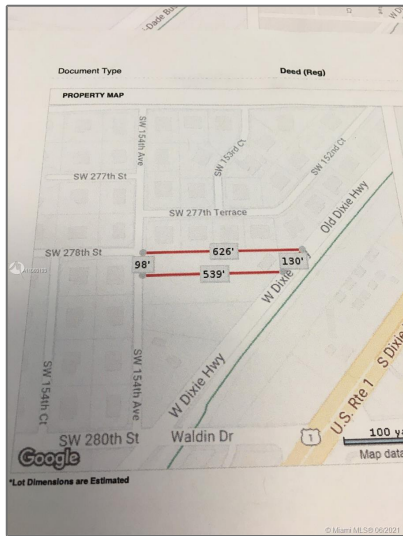 -Dade Bo
W D
Document Type
Deed (Reg)
PROPERTY MAP
SW 154th Ave
SW 153rd Ct
SW 152nd Ct
SW 277th St
SW 277th Terrace
Old Dixie Hwy
SW 278th St
626'
98'
130'
W Dixie
539'
W Dixie Hwy
S Dixie
SW 154th Ct
SW 154th Ave
U.S. Rte 1
SW 280th St
Waldin Dr
1
100 ya
Google
Map data
*Lot Dimensions are Estimated
© Miami MLS® 06/2021